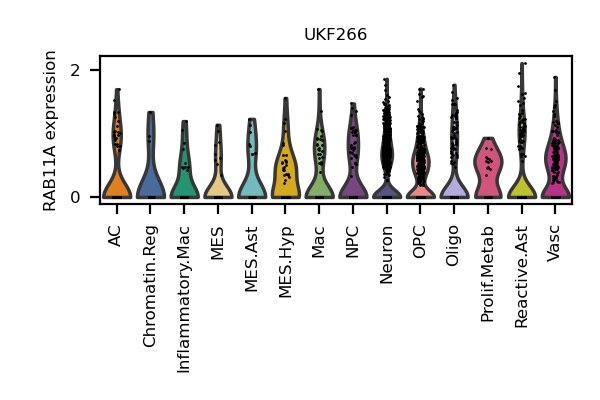 UKF266
RAB11A expression
2
0
AC
Chromatin.Reg
Inflammatory.Mac
MES
MES.Ast
MES.Hyp
Mac
NPC
Neuron
OPC
Oligo
Prolif.Metab
Reactive.Ast
Vasc